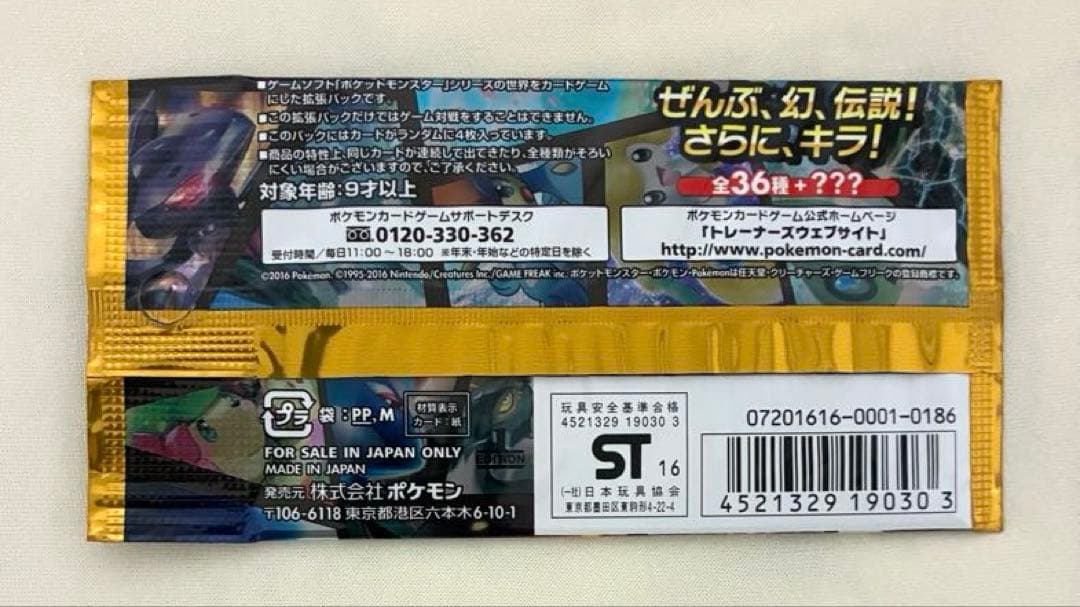 ■ゲームソフト「ポケットモンスター」シリーズの世界をカードゲーム
にした拡張パックです。
■この拡張パックだけではゲーム対戦をすることはできません。
■このパックにはカードがランダムに4枚入っています。
■商品の特性上、同じカードが連続して出てきたり、全種類がそろい
にくい場合がございますので、ご了承ください。
対象年齢：9才以上
ぜんぶ、幻、伝説！
さらに、キラ！
全36種＋???
ポケモンカードゲームサポートデスク
0120-330-362
受付時間／毎日11:00～18:00 ※年末・年始などの特定日を除く
ポケモンカードゲーム公式ホームページ
「トレーナーズウェブサイト」
http://www.pokemon-card.com/
©2016 Pokémon. ©1995-2016 Nintendo/Creatures Inc./GAME FREAK inc. ポケットモンスター・ポケモン・Pokémonは任天堂・クリーチャーズ・ゲームフリークの登録商標です。
プラ 袋：PP, M
材質表示
カード：紙
FOR SALE IN JAPAN ONLY
MADE IN JAPAN
発売元 株式会社ポケモン
〒106-6118 東京都港区六本木6-10-1
1
EDITION
玩具安全基準合格
4521329 19030 3
ST 16
(一社)日本玩具協会
東京都墨田区東駒形4-22-4
07201616-0001-0186
4521329 190303